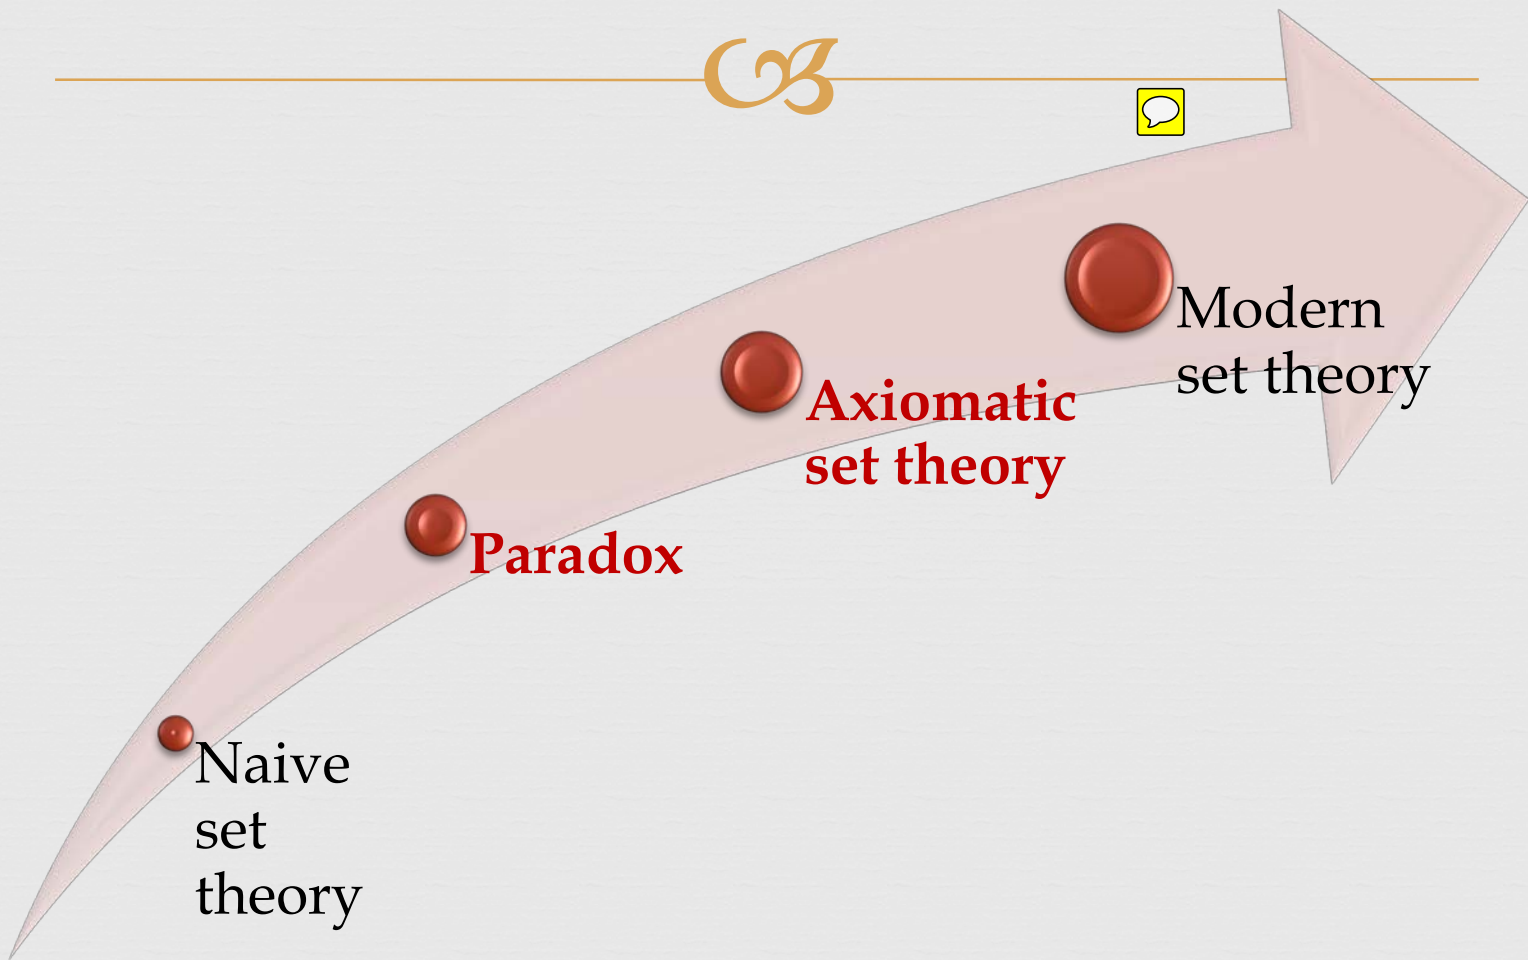 Modern
set theory
Axiomatic
set theory
Paradox
Naive
set
theory